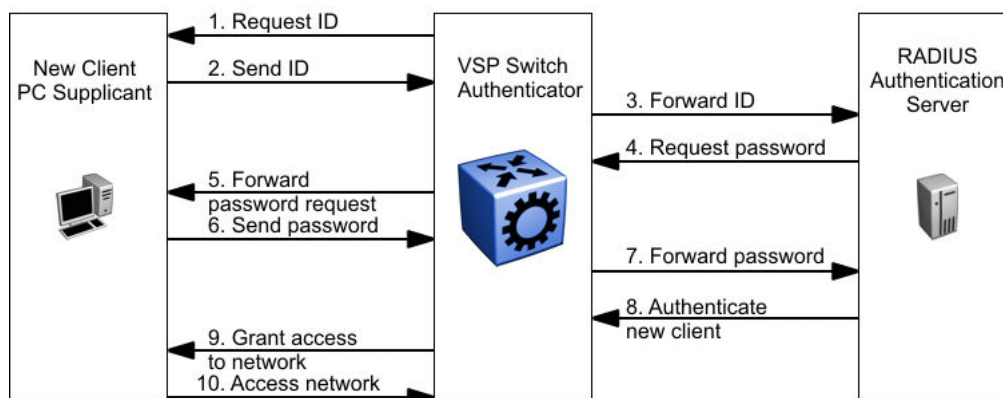 New Client
PC Supplicant
VSP Switch
Authenticator
RADIUS
Authentication
Server
1. Request ID
2. Send ID
3. Forward ID
4. Request password
5. Forward
password request
6. Send password
7. Forward password
8. Authenticate
new client
9. Grant access
to network
10. Access network